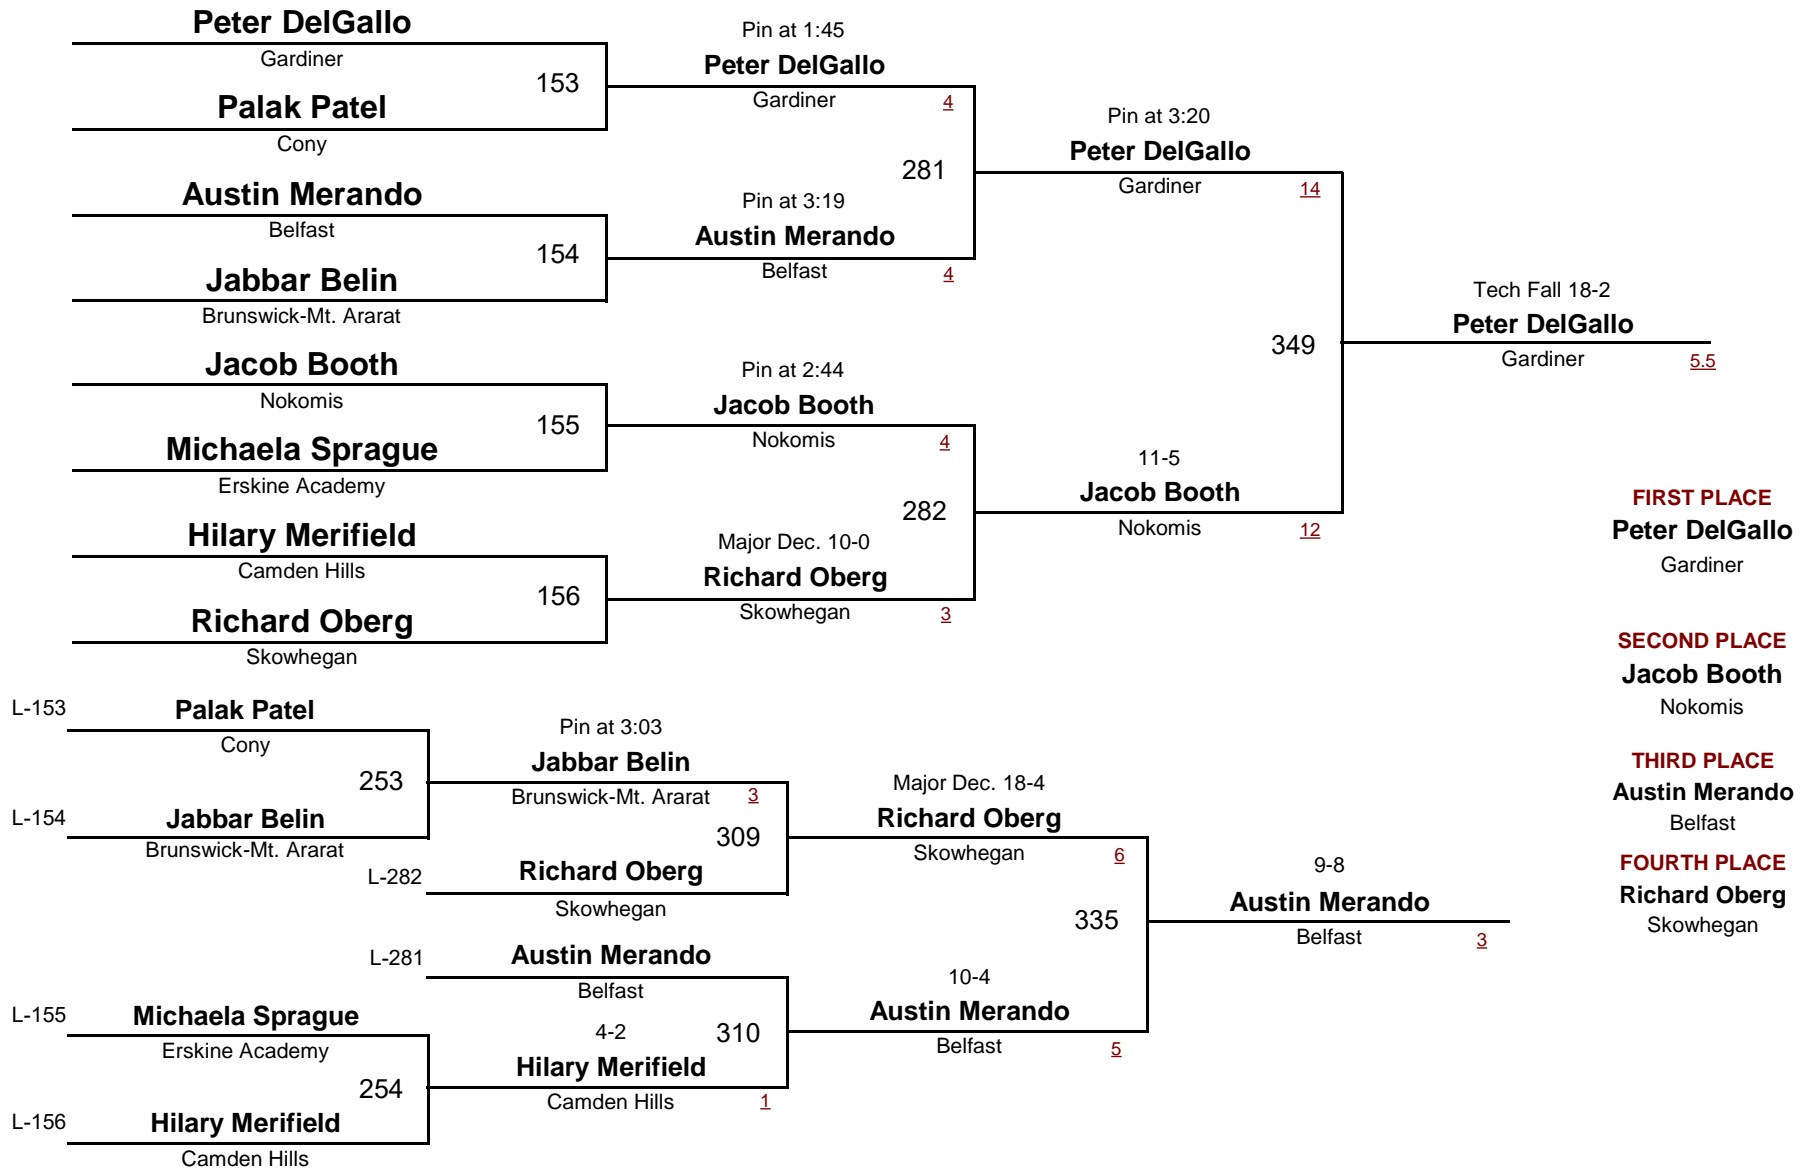 Peter DelGallo
Gardiner
153
Palak Patel
Cony
Austin Merando
Belfast
154
Jabbar Belin
Brunswick-Mt. Ararat
Jacob Booth
Nokomis
155
Michaela Sprague
Erskine Academy
Hilary Merifield
Camden Hills
156
Richard Oberg
Skowhegan
Pin at 1:45
Peter DelGallo
Gardiner
4
281
Pin at 3:19
Austin Merando
Belfast
4
Pin at 2:44
Jacob Booth
Nokomis
4
282
Major Dec. 10-0
Richard Oberg
Skowhegan
3
Pin at 3:20
Peter DelGallo
Gardiner
14
349
11-5
Jacob Booth
Nokomis
12
Tech Fall 18-2
Peter DelGallo
Gardiner
5.5
FIRST PLACE
Peter DelGallo
Gardiner
SECOND PLACE
Jacob Booth
Nokomis
THIRD PLACE
Austin Merando
Belfast
FOURTH PLACE
Richard Oberg
Skowhegan
L-153
Palak Patel
Cony
253
L-154
Jabbar Belin
Brunswick-Mt. Ararat
Pin at 3:03
Jabbar Belin
Brunswick-Mt. Ararat
3
309
L-282
Richard Oberg
Skowhegan
L-281
Austin Merando
Belfast
310
L-155
Michaela Sprague
Erskine Academy
254
L-156
Hilary Merifield
Camden Hills
4-2
Hilary Merifield
Camden Hills
1
Major Dec. 18-4
Richard Oberg
Skowhegan
6
335
10-4
Austin Merando
Belfast
5
9-8
Austin Merando
Belfast
3